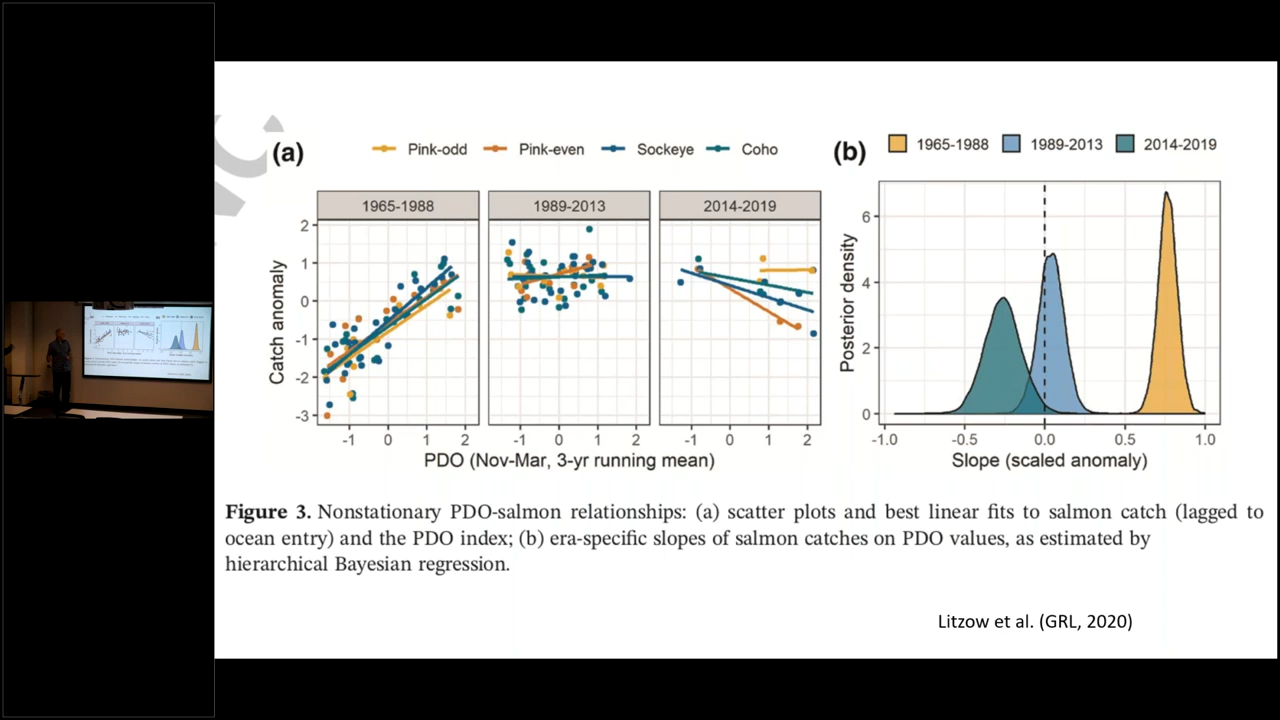 (a)
Pink-odd Pink-even Sockeye Coho
1965-1988 1989-2013 2014-2019
2
1
0
-1
-2
-3
Catch anomaly
-1 0 1 2 -1 0 1 2 -1 0 1 2
PDO (Nov-Mar, 3-yr running mean)
(b)
1965-1988 1989-2013 2014-2019
6
4
2
0
Posterior density
-1.0 -0.5 0.0 0.5 1.0
Slope (scaled anomaly)
Figure 3. Nonstationary PDO-salmon relationships: (a) scatter plots and best linear fits to salmon catch (lagged to
ocean entry) and the PDO index; (b) era-specific slopes of salmon catches on PDO values, as estimated by
hierarchical Bayesian regression.
Litzow et al. (GRL, 2020)